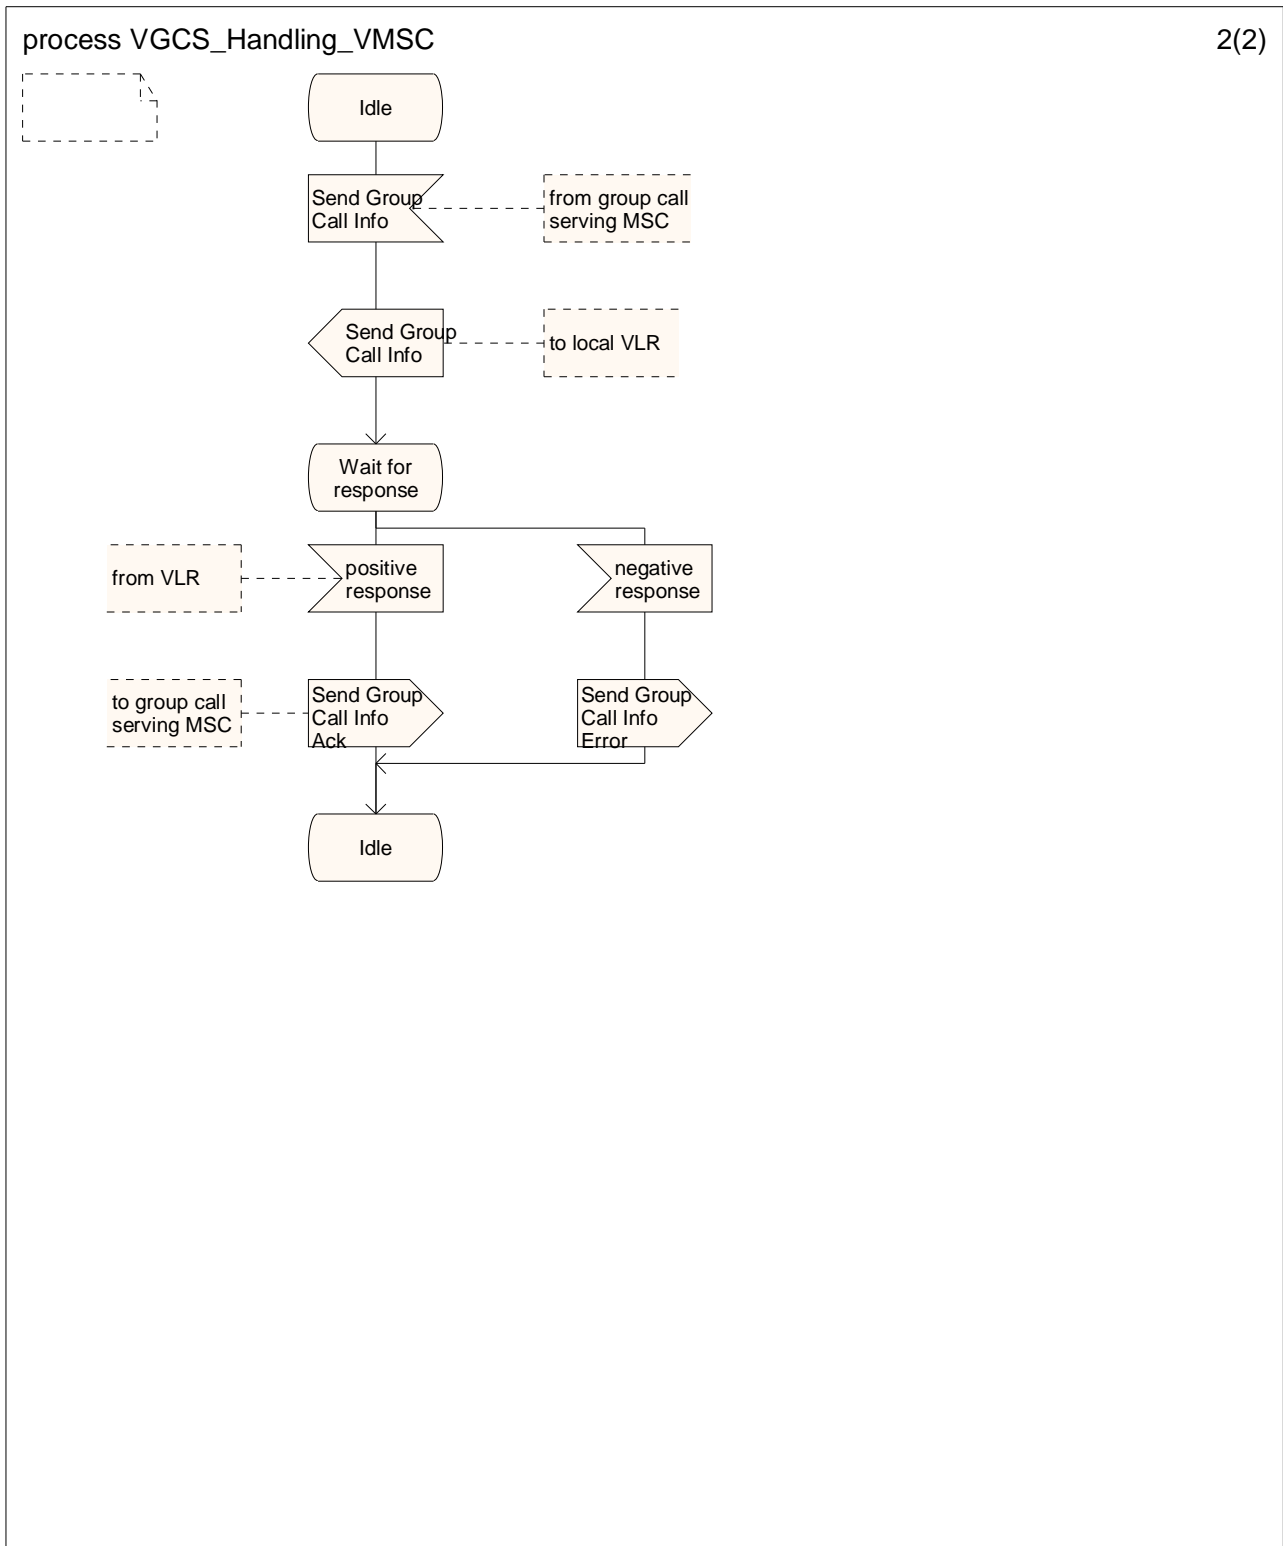 process VGCS_Handling_VMSC
2(2)
Idle
Send Group
Call Info
from group call
serving MSC
Send Group
Call Info
to local VLR
Wait for
response
from VLR
positive
response
negative
response
to group call
serving MSC
Send Group
Call Info
Ack
Send Group
Call Info
Error
Idle